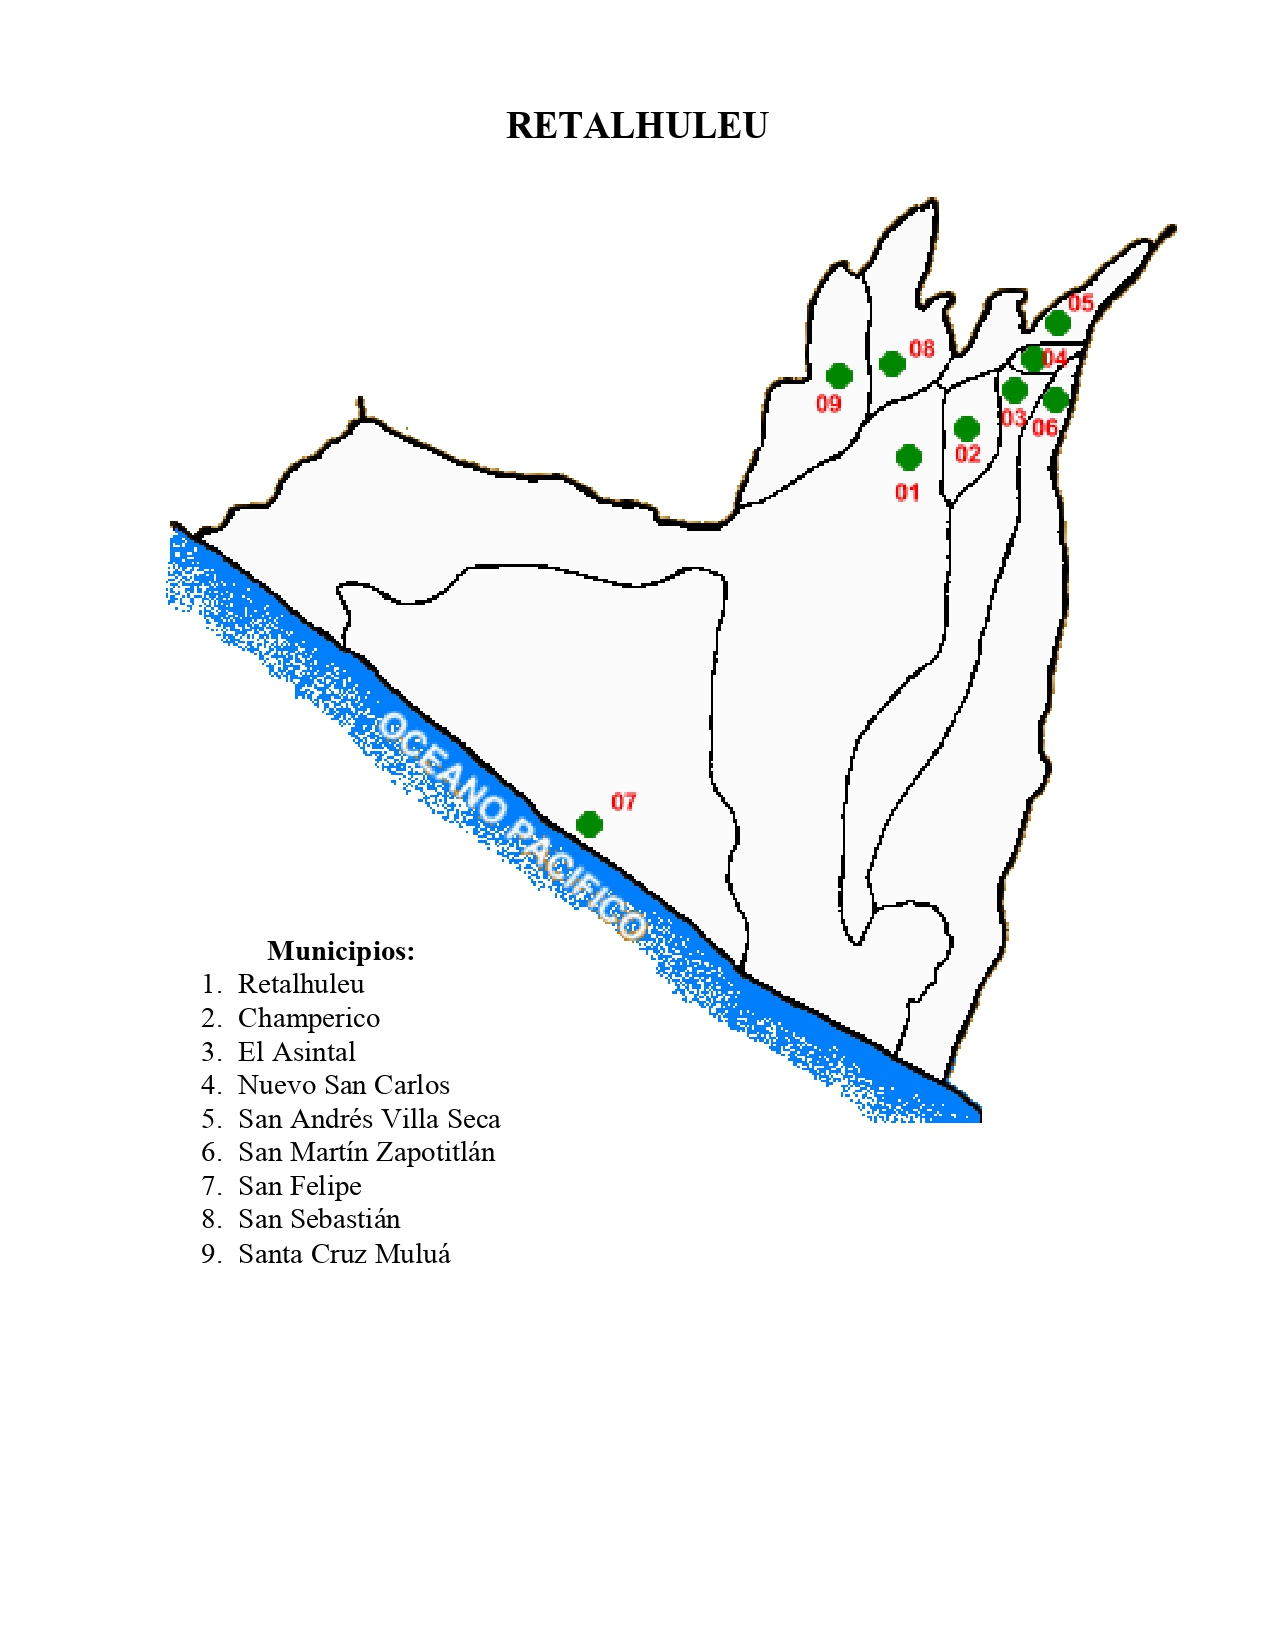 RETALHULEU
05
08
04
09
03
06
02
01
07
OCEANO PACIFICO
Municipios:
1. Retalhuleu
2. Champerico
3. El Asintal
4. Nuevo San Carlos
5. San Andrés Villa Seca
6. San Martín Zapotitlán
7. San Felipe
8. San Sebastián
9. Santa Cruz Muluá